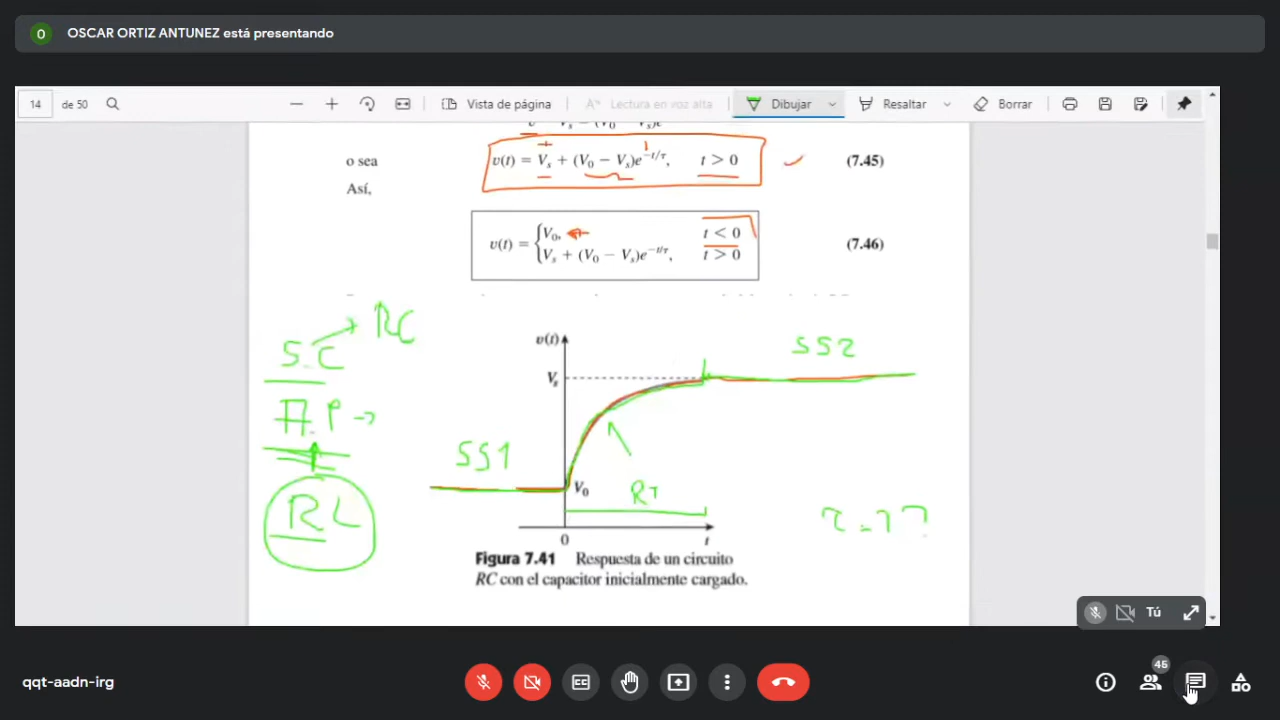 O OSCAR ORTIZ ANTUNEZ está presentando
14 de 50 Vista de página Lectura en voz alta Dibujar Resaltar Borrar
o sea v(t) = Vs + (V0 − Vs)e−t/τ, t > 0 (7.45)
Así,
v(t) = {V0, t < 0
Vs + (V0 − Vs)e−t/τ, t > 0 (7.46)
RC
S.C
v(t)
SS2
Vs
SS1
V0
RT
RL
0 t
Figura 7.41 Respuesta de un circuito
RC con el capacitor inicialmente cargado.
Tú
45
qqt-aadn-irg